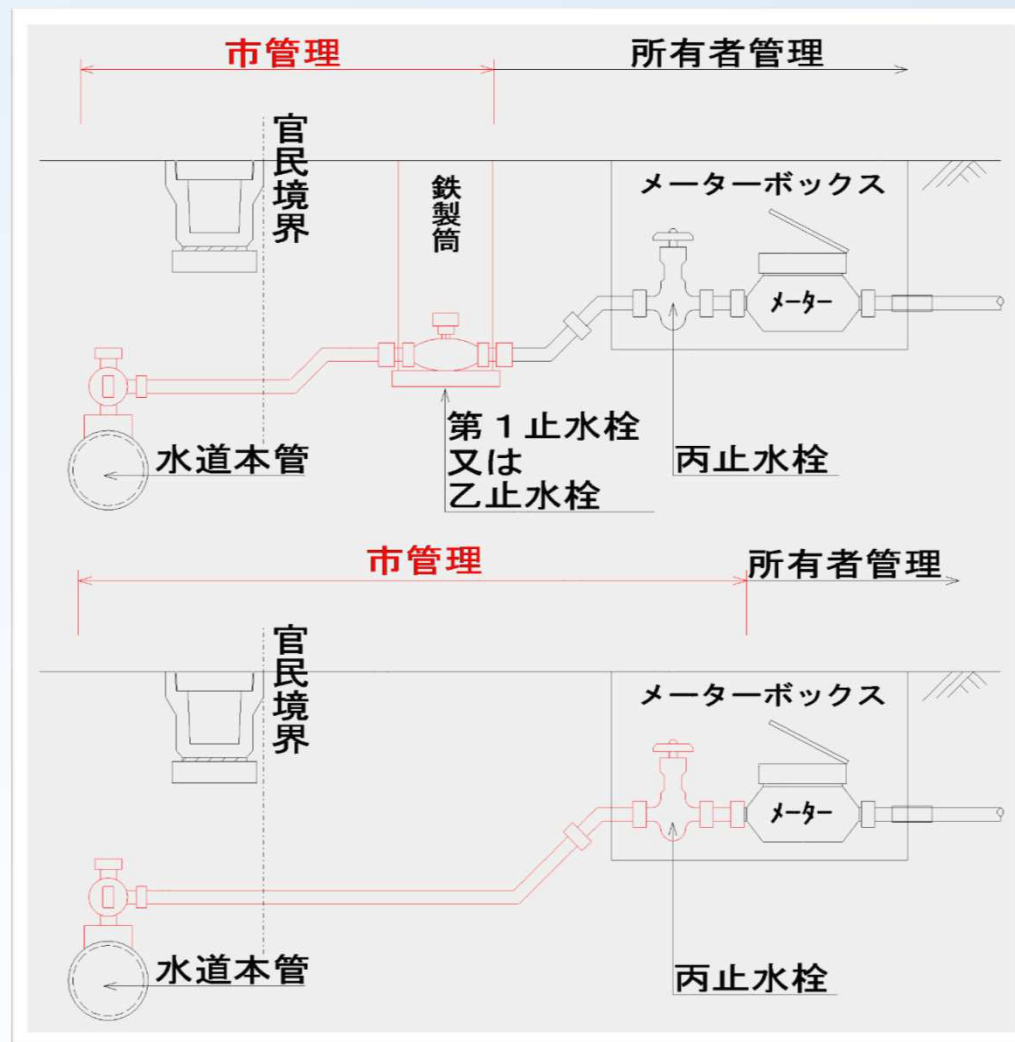 市管理
所有者管理
官民境界
鉄製筒
メーターボックス
メーター
第1止水栓
又は
乙止水栓
丙止水栓
水道本管
市管理
所有者管理
官民境界
メーターボックス
メーター
水道本管
丙止水栓